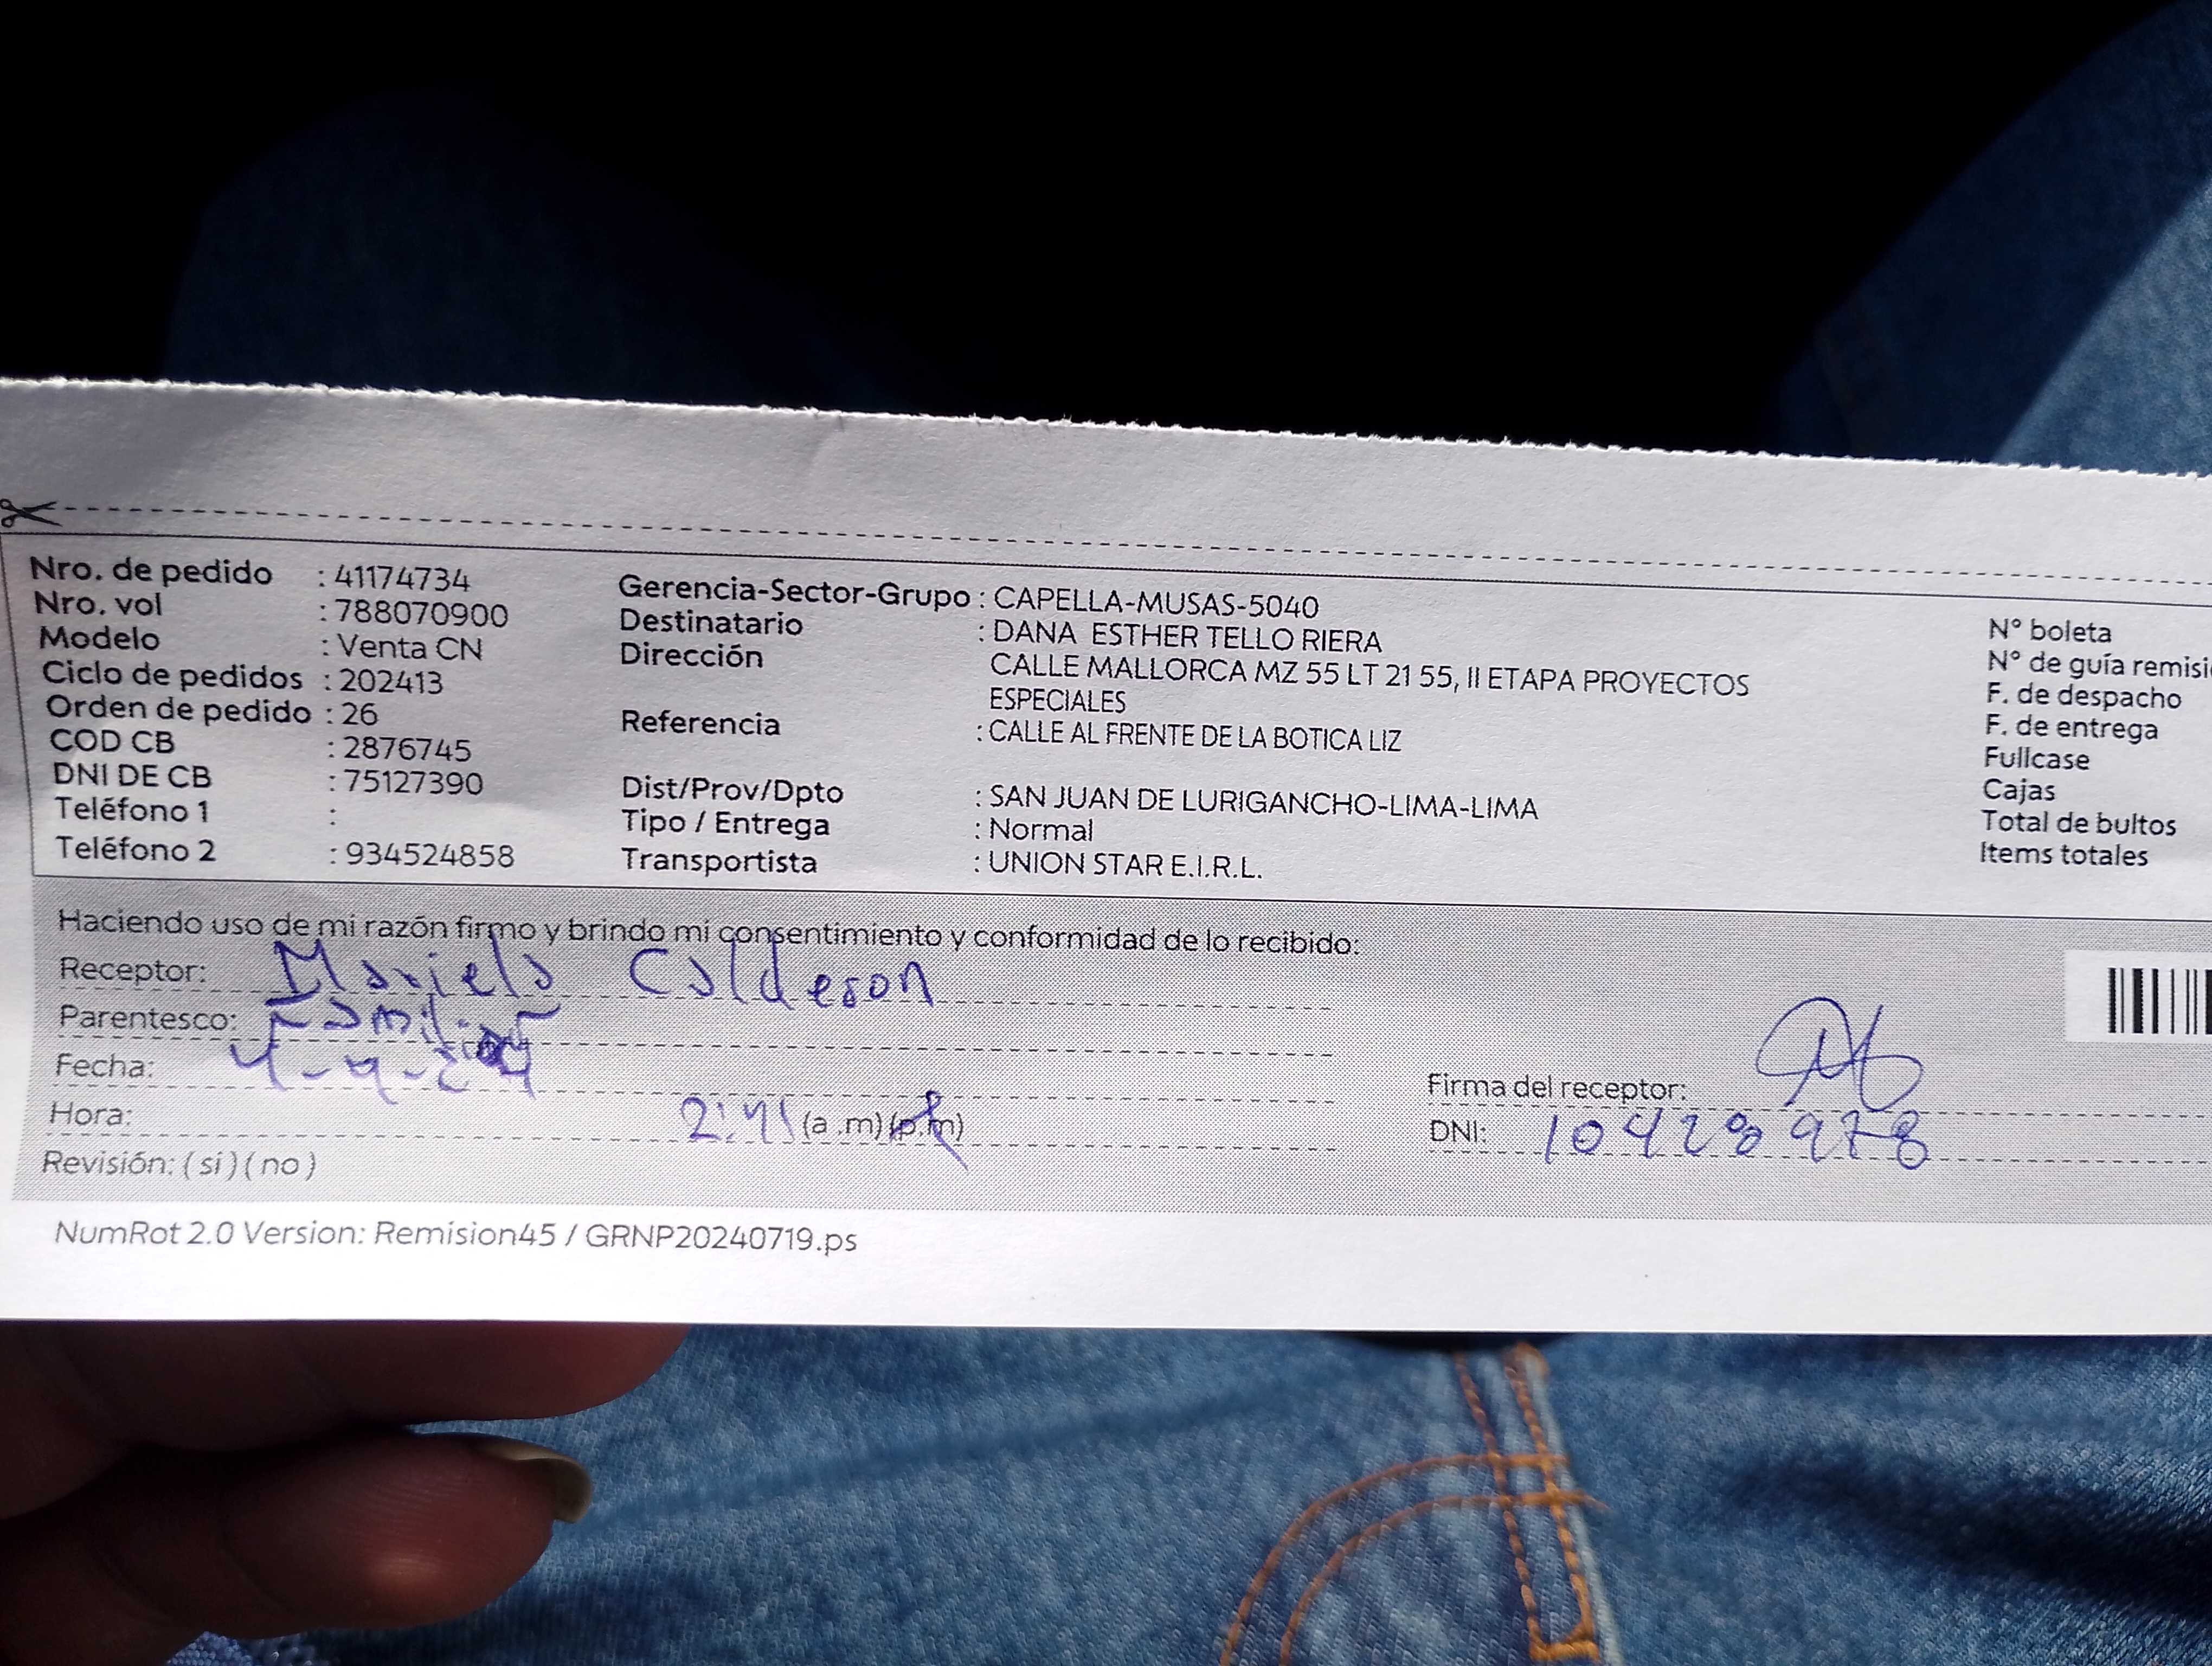 Nro. de pedido : 41174734
Nro. vol : 788070900
Modelo : Venta CN
Ciclo de pedidos : 202413
Orden de pedido : 26
COD CB : 2876745
DNI DE CB : 75127390
Teléfono 1 :
Teléfono 2 : 934524858
Gerencia-Sector-Grupo : CAPELLA-MUSAS-5040
Destinatario : DANA ESTHER TELLO RIERA
Dirección CALLE MALLORCA MZ 55 LT 21 55, II ETAPA PROYECTOS
ESPECIALES
Referencia : CALLE AL FRENTE DE LA BOTICA LIZ
Dist/Prov/Dpto : SAN JUAN DE LURIGANCHO-LIMA-LIMA
Tipo / Entrega : Normal
Transportista : UNION STAR E.I.R.L.
N° boleta
N° de guía
F. de despacho
F. de entrega
Fullcase
Cajas
Total de bultos
Items totales
Haciendo uso de mi razón firmo y brindo mi consentimiento y conformidad de lo recibido:
Receptor: Mariela Calderon
Parentesco: Familiar
Fecha:
Hora: 2:41 (a.m) (p.m)
Revisión: (si) (no)
Firma del receptor:
DNI: 10428978
NumRot 2.0 Version: Remision45 / GRNP20240719.ps